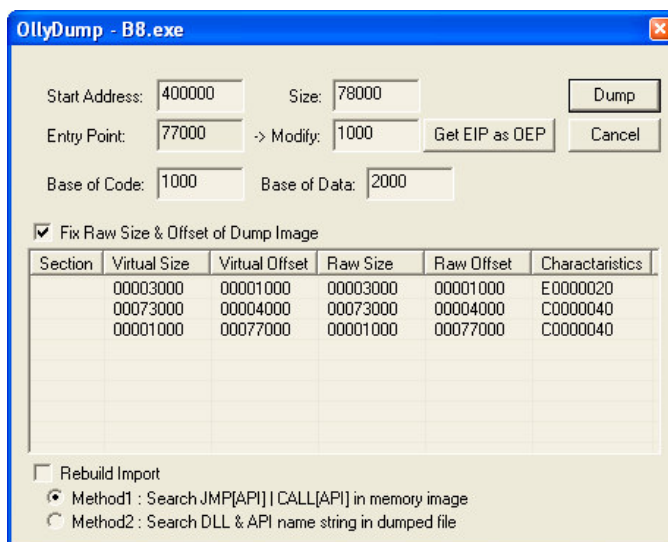 OllyDump - B8.exe
Start Address: 400000 Size: 78000 Dump
Entry Point: 77000 -> Modify: 1000 Get EIP as OEP Cancel
Base of Code: 1000 Base of Data: 2000
Fix Raw Size & Offset of Dump Image
Section Virtual Size Virtual Offset Raw Size Raw Offset Charactaristics
00003000 00001000 00003000 00001000 E0000020
00073000 00004000 00073000 00004000 C0000040
00001000 00077000 00001000 00077000 C0000040
Rebuild Import
Method1 : Search JMP[API] | CALL[API] in memory image
Method2 : Search DLL & API name string in dumped file